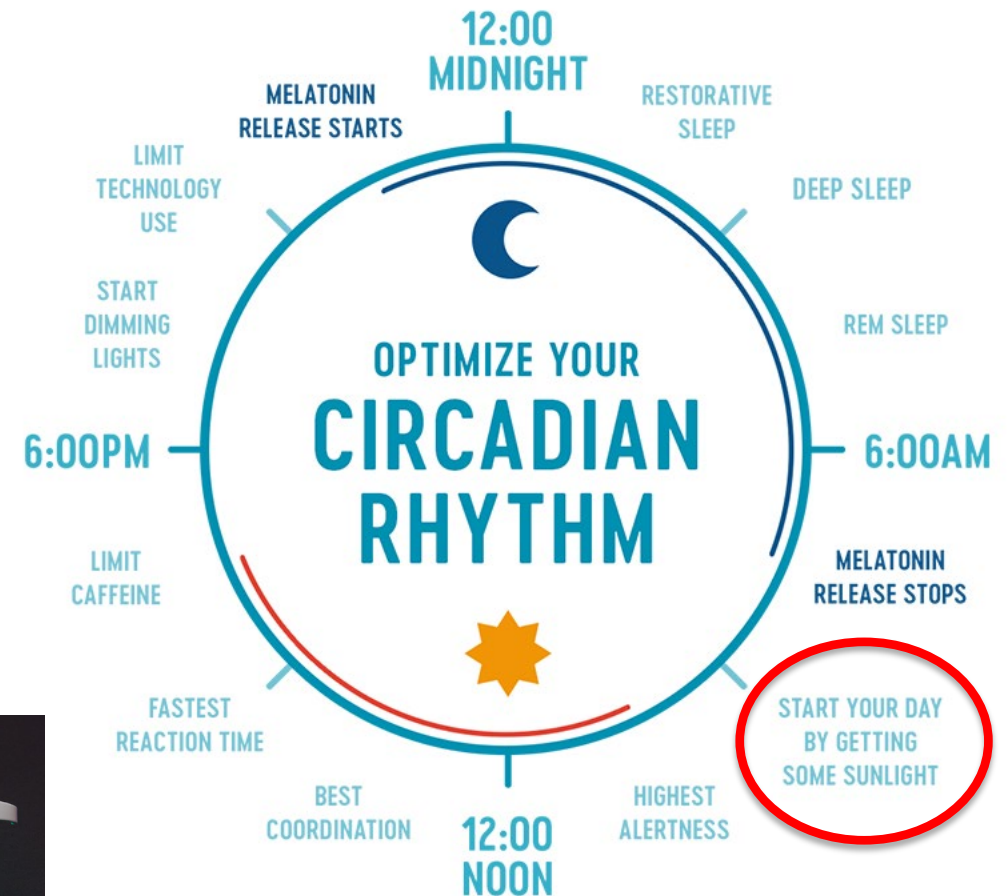 12:00
MIDNIGHT
RESTORATIVE
SLEEP
DEEP SLEEP
REM SLEEP
6:00AM
MELATONIN
RELEASE STOPS
START YOUR DAY
BY GETTING
SOME SUNLIGHT
HIGHEST
ALERTNESS
12:00
NOON
BEST
COORDINATION
FASTEST
REACTION TIME
LIMIT
CAFFEINE
6:00PM
START
DIMMING
LIGHTS
LIMIT
TECHNOLOGY
USE
MELATONIN
RELEASE STARTS
OPTIMIZE YOUR
CIRCADIAN
RHYTHM